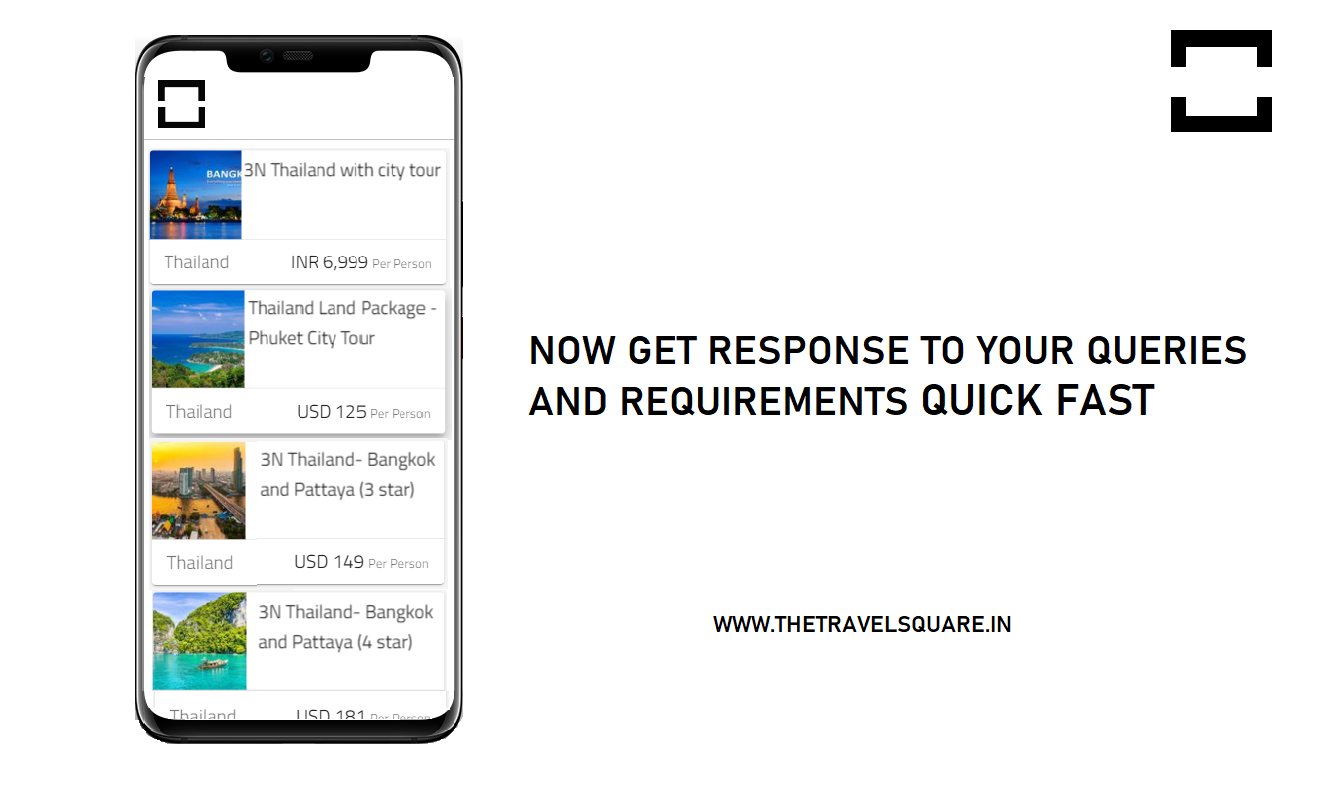 BANGK
3N Thailand with city tour
Thailand INR 6,999 Per Person
Thailand Land Package -
Phuket City Tour
Thailand USD 125 Per Person
3N Thailand- Bangkok
and Pattaya (3 star)
Thailand USD 149 Per Person
3N Thailand- Bangkok
and Pattaya (4 star)
Thailand USD 181 Per Person
NOW GET RESPONSE TO YOUR QUERIES
AND REQUIREMENTS QUICK FAST
WWW.THETRAVELSQUARE.IN